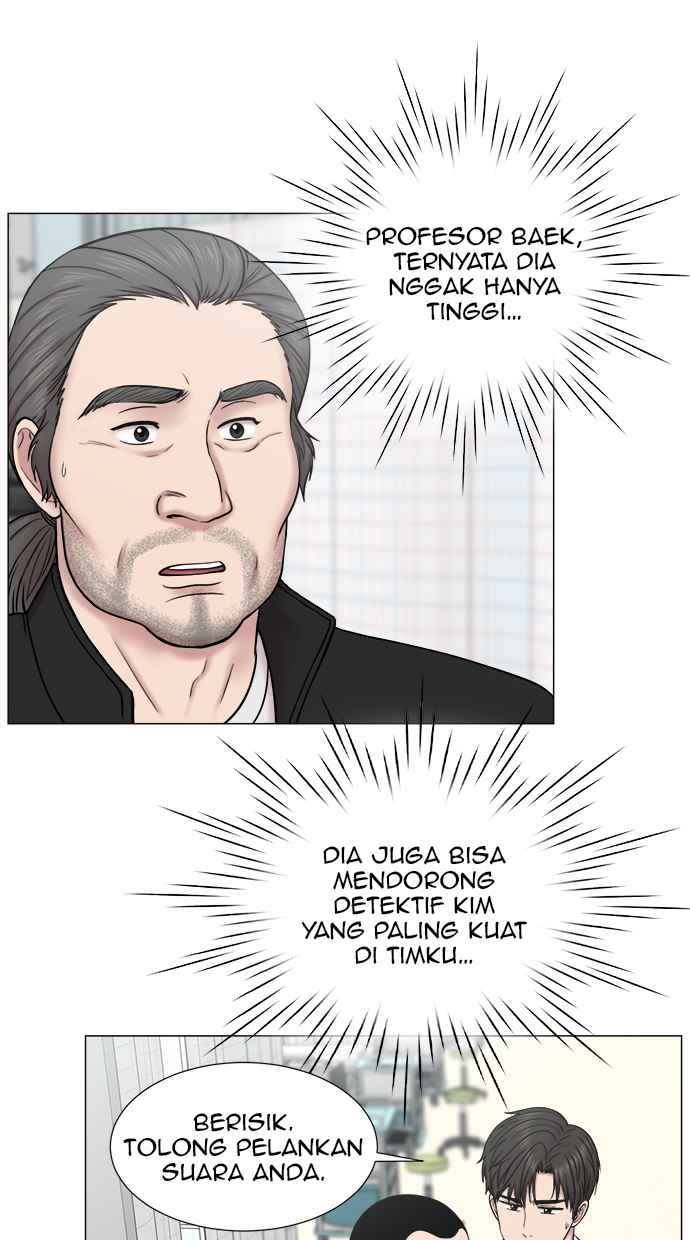 PROFESOR BAEK,
TERNYATA DIA
NGGAK HANYA
TINGGI...
DIA JUGA BISA
MENDORONG
DETEKTIF KIM
YANG PALING KUAT
DI TIMKU...
BERISIK.
TOLONG PELANKAN
SUARA ANDA.